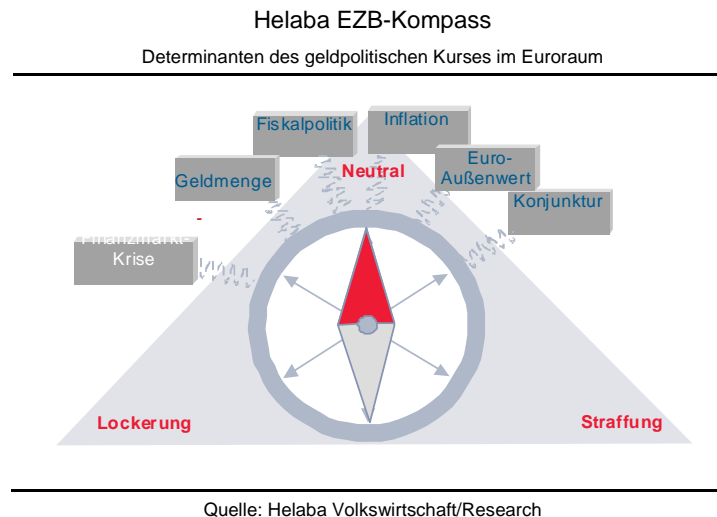 Helaba EZB-Kompass
Determinanten des geldpolitischen Kurses im Euroraum
Fiskalpolitik
Inflation
Geldmenge
Neutral
Euro-
Außenwert
Konjunktur
-
Finanzmarkt-
Krise
Lockerung
Straffung
Quelle: Helaba Volkswirtschaft/Research